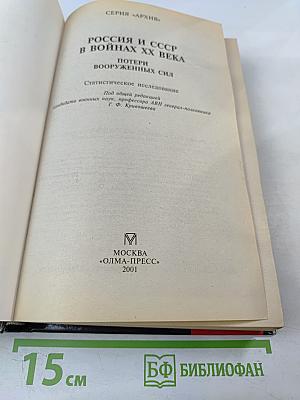 СЕРИЯ «АРХИВ»
РОССИЯ И СССР
В ВОЙНАХ XX ВЕКА
ПОТЕРИ
ВООРУЖЕННЫХ СИЛ
Статистическое исследование
Под общей редакцией
кандидата военных наук, профессора АВН генерал-полковника
Г. Ф. Кривошеева
МОСКВА
«ОЛМА-ПРЕСС»
2001
15 см
БФ БИБЛИОФАН